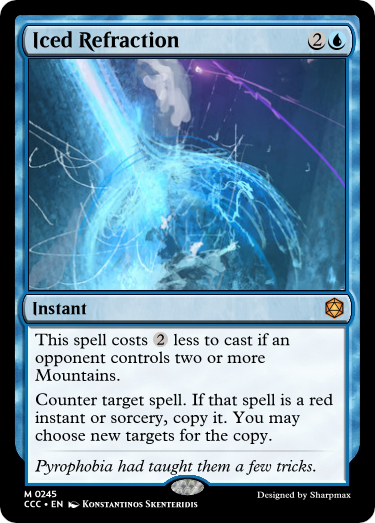 Iced Refraction 2
Instant
This spell costs 2 less to cast if an
opponent controls two or more
Mountains.
Counter target spell. If that spell is a red
instant or sorcery, copy it. You may
choose new targets for the copy.
Pyrophobia had taught them a few tricks.
M 0245
CCC • EN Konstantinos Skenteridis
Designed by Sharpmax